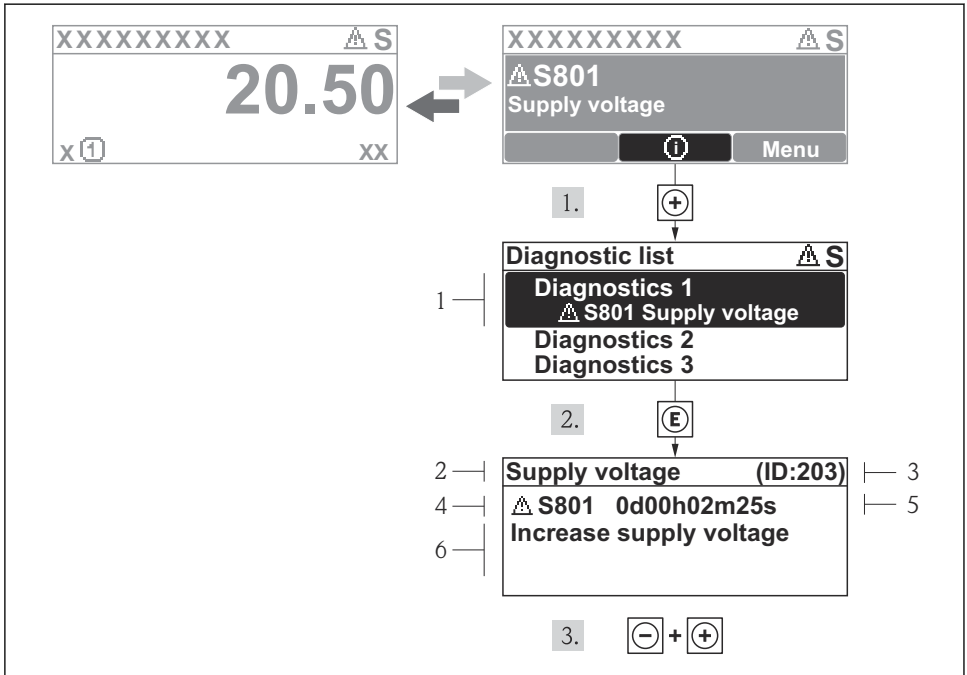 XXXXXXXXX ⚠ S
20.50
X ① XX
XXXXXXXXX ⚠ S
⚠ S801
Supply voltage
ⓘ Menu
1. +
Diagnostic list ⚠ S
1
Diagnostics 1
⚠ S801 Supply voltage
Diagnostics 2
Diagnostics 3
2. E
2 Supply voltage (ID:203) 3
4 ⚠ S801 0d00h02m25s 5
6 Increase supply voltage
3. - + +